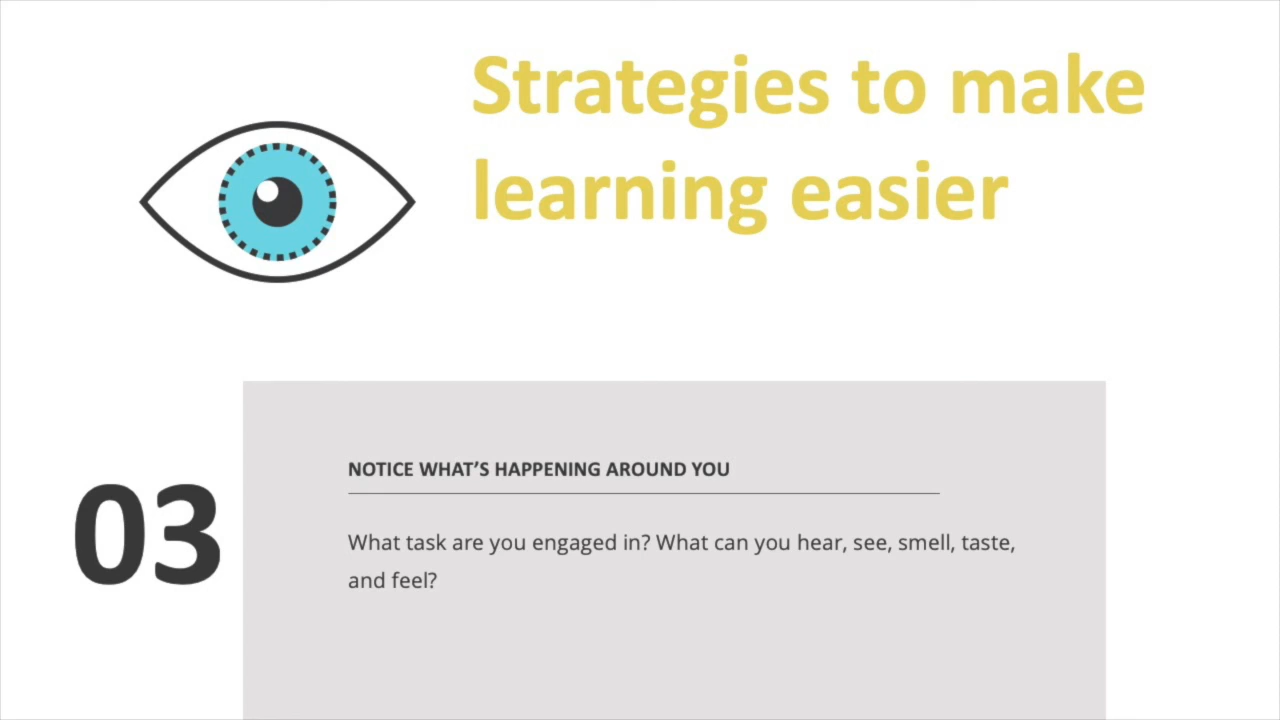 Strategies to make
learning easier
03
NOTICE WHAT’S HAPPENING AROUND YOU
What task are you engaged in? What can you hear, see, smell, taste,
and feel?